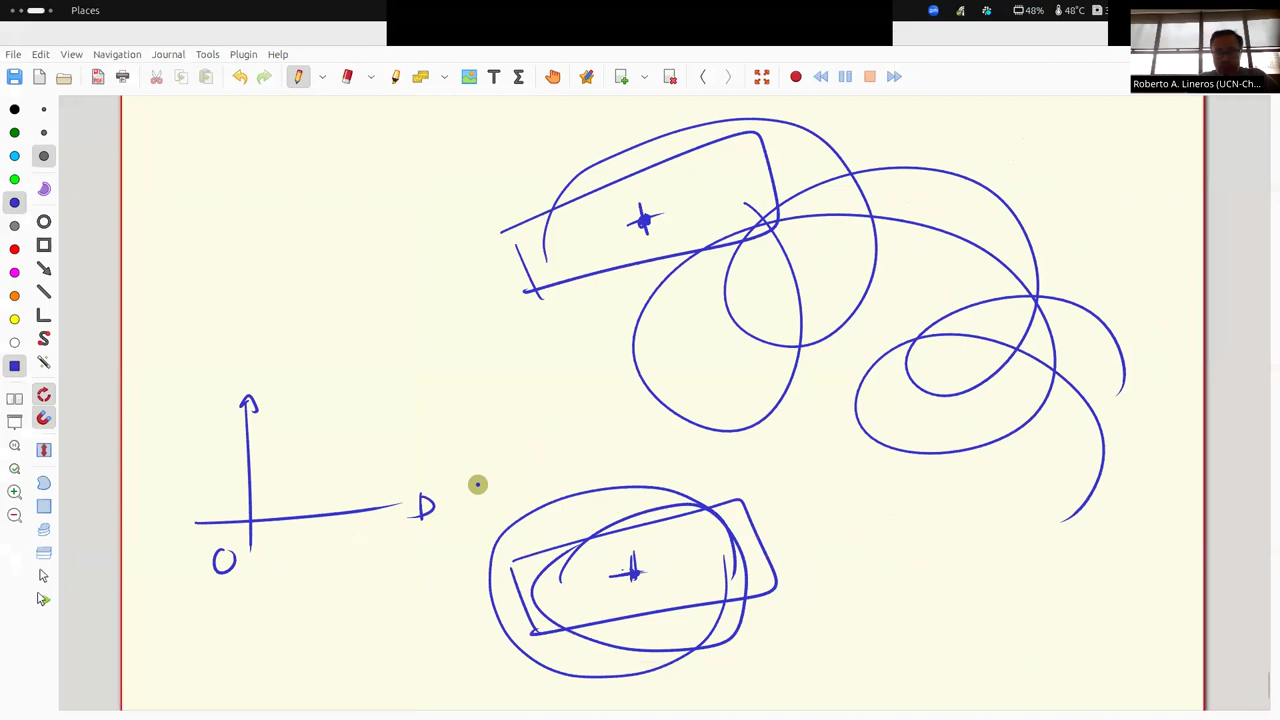 Places
48% 48°C
Roberto A. Lineros (UCN-Ch...
File Edit View Navigation Journal Tools Plugin Help
O